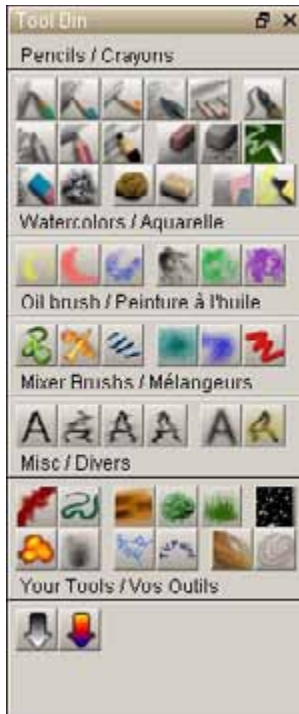 Tool Bin
Pencils / Crayons
Watercolors / Aquarelle
Oil brush / Peinture à l'huile
Mixer Brushs / Mélangeurs
A A A A A A
Misc / Divers
Your Tools / Vos Outils